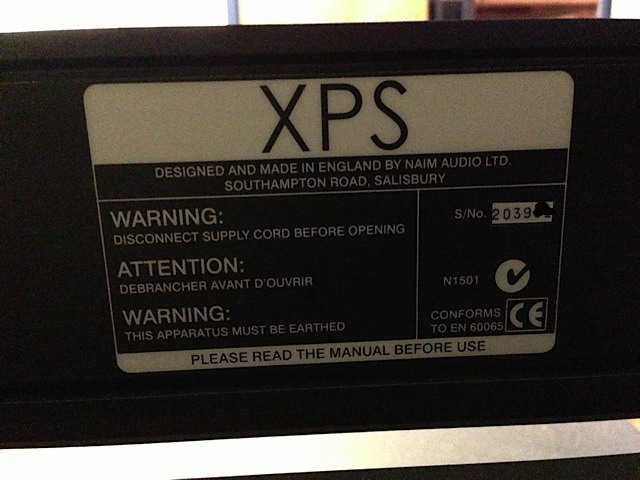 XPS
DESIGNED AND MADE IN ENGLAND BY NAIM AUDIO LTD.
SOUTHAMPTON ROAD, SALISBURY
WARNING:
DISCONNECT SUPPLY CORD BEFORE OPENING
ATTENTION:
DEBRANCHER AVANT D'OUVRIR
WARNING:
THIS APPARATUS MUST BE EARTHED
S/No. 2039
N1501
CONFORMS
TO EN 60065 CE
PLEASE READ THE MANUAL BEFORE USE